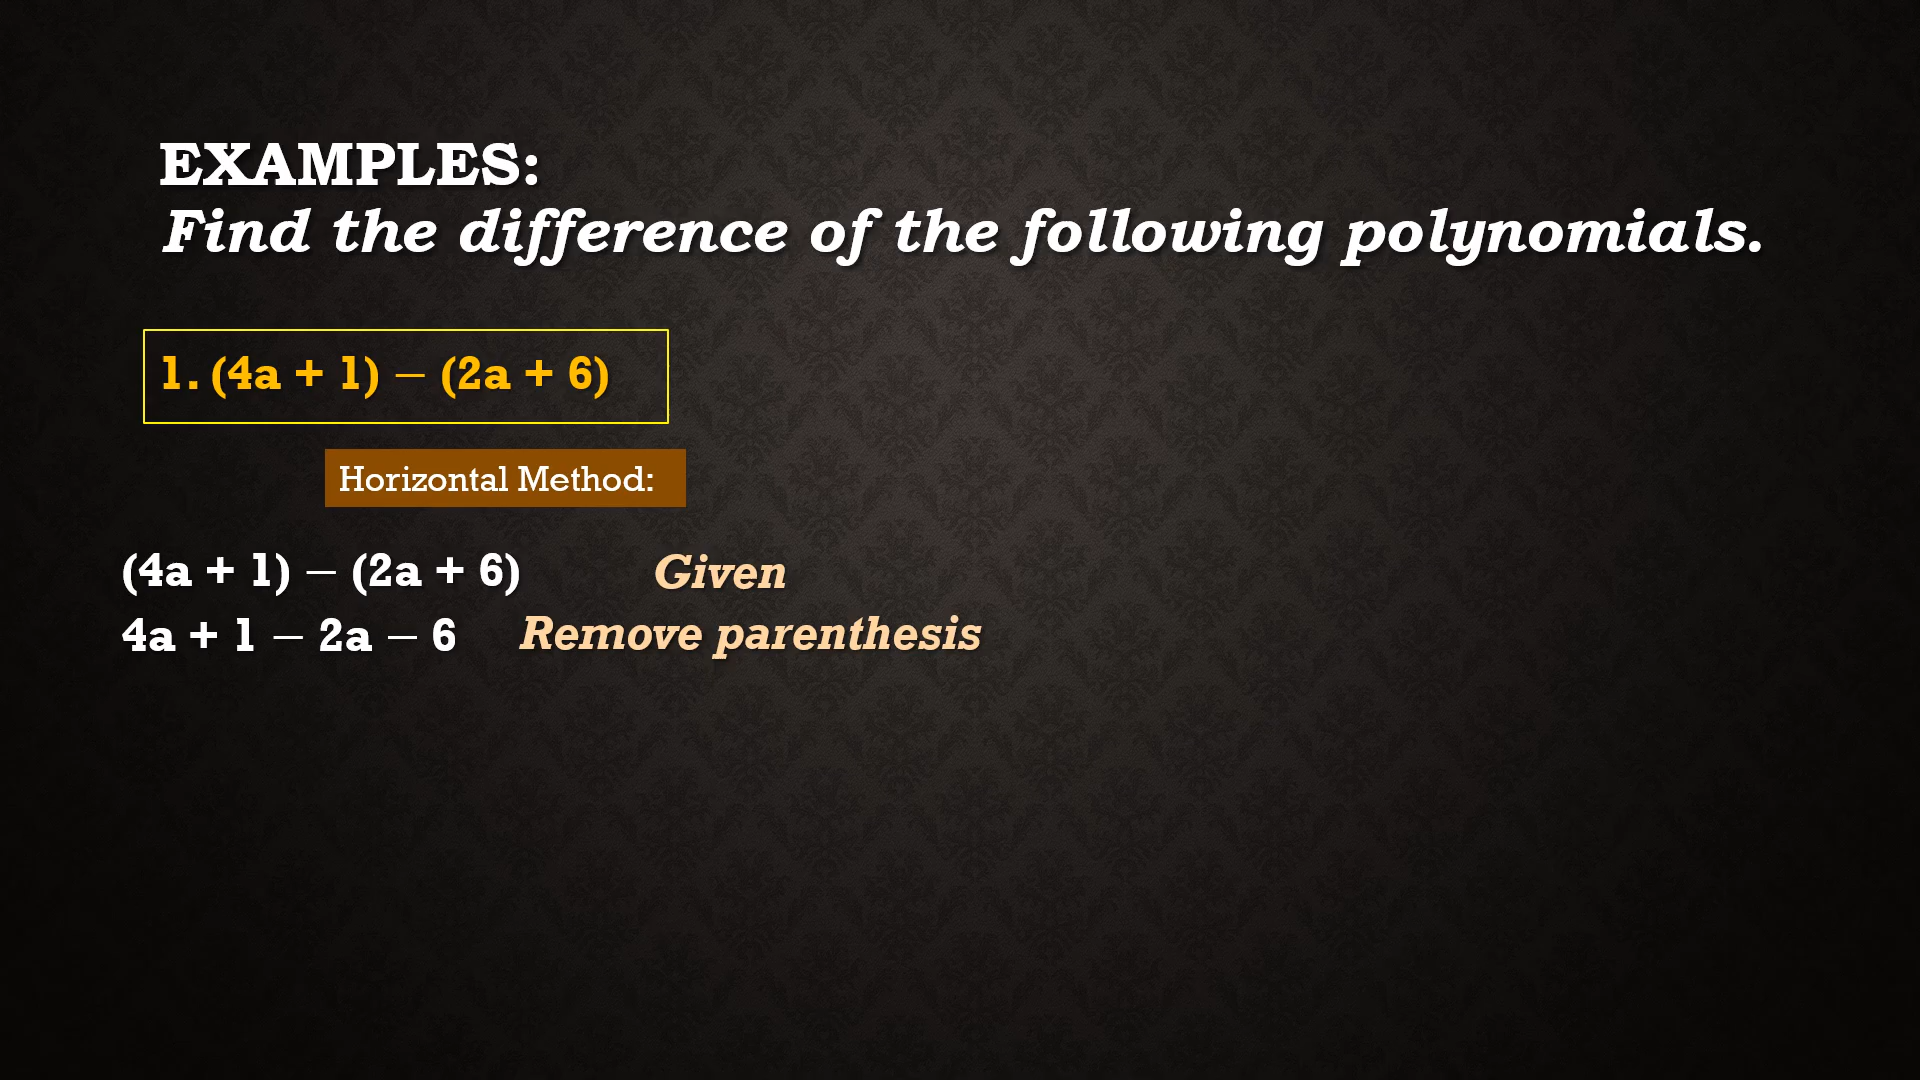 EXAMPLES:
Find the difference of the following polynomials.
1. (4a + 1) – (2a + 6)
Horizontal Method:
(4a + 1) – (2a + 6) Given
4a + 1 – 2a – 6 Remove parenthesis